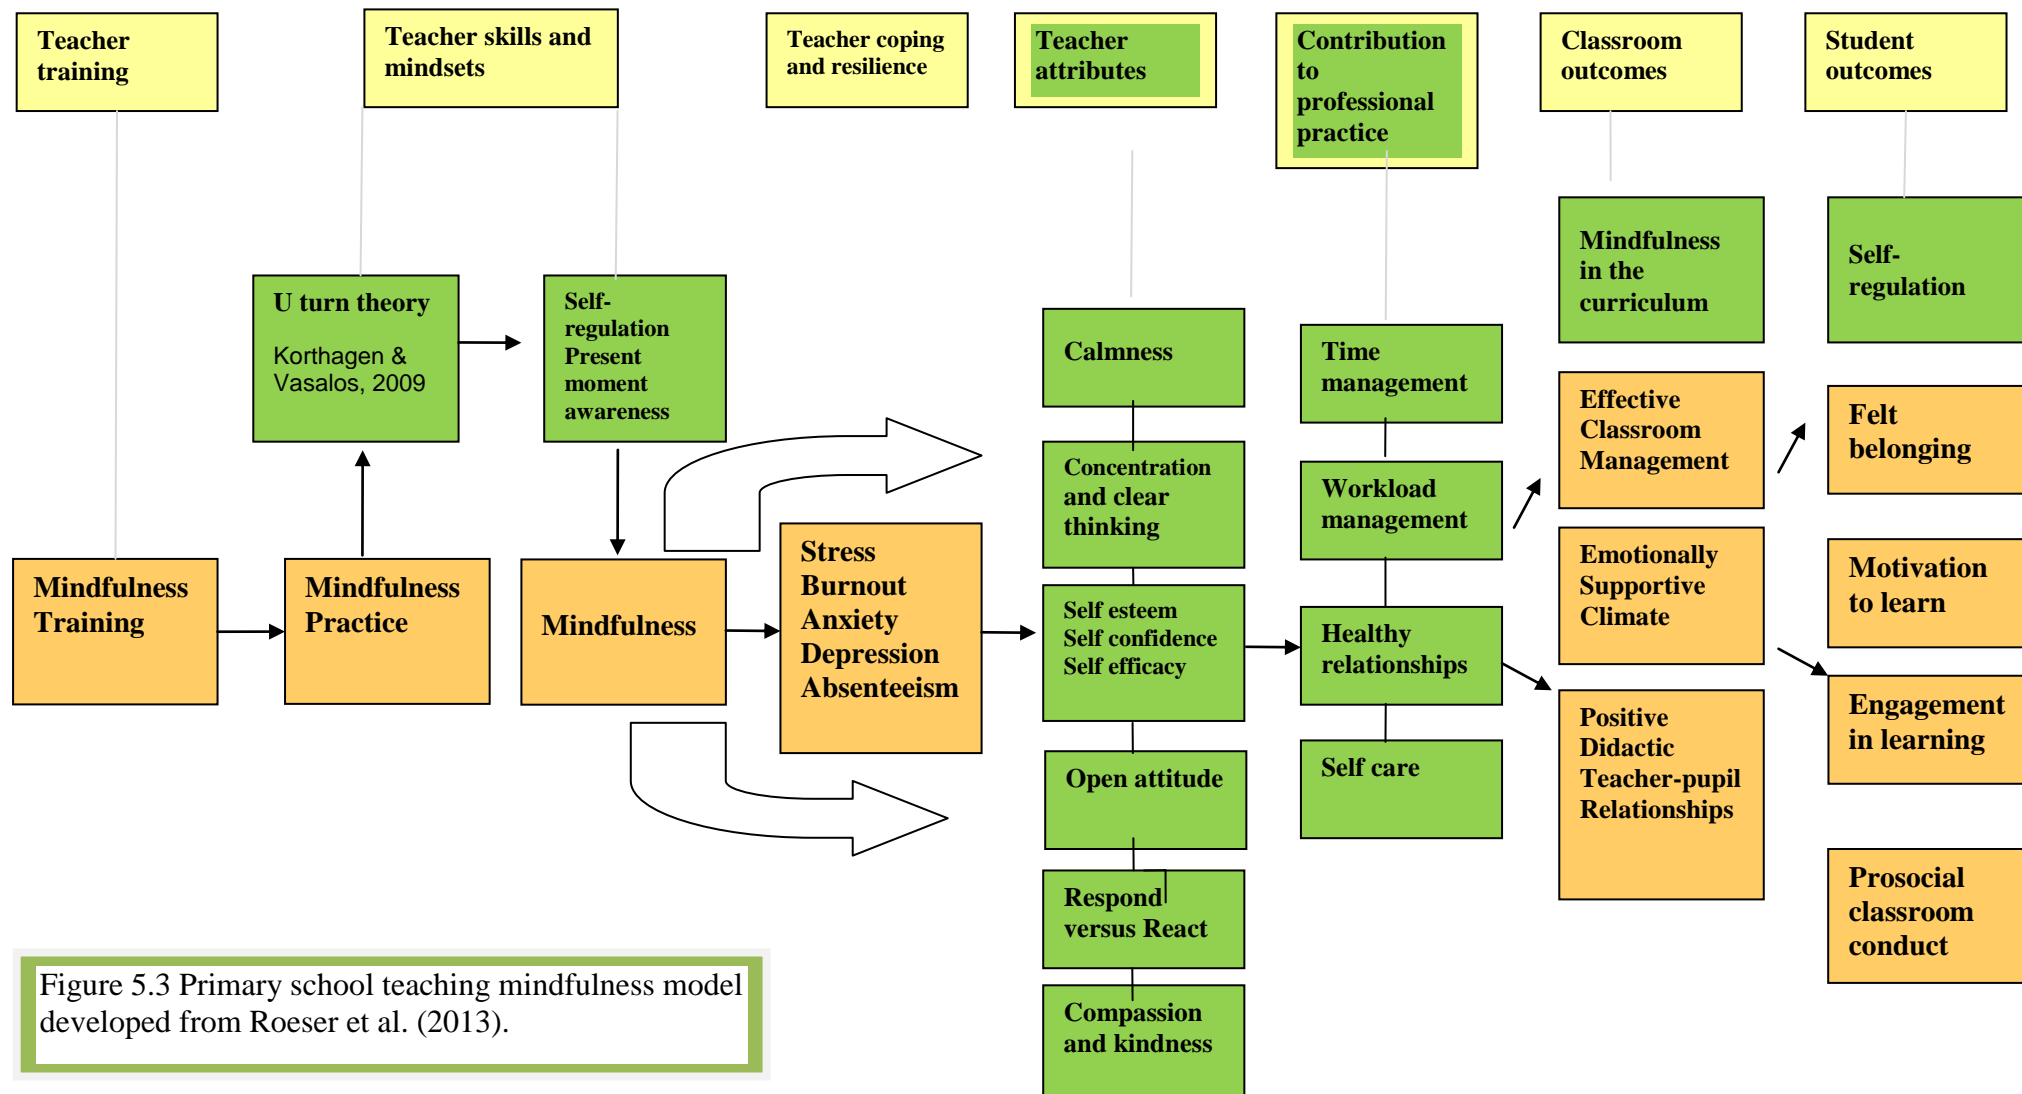 Teacher
training
Teacher skills and
mindsets
Teacher coping
and resilience
Teacher
attributes
Contribution
to
professional
practice
Classroom
outcomes
Student
outcomes
U turn theory
Korthagen &
Vasalos, 2009
Self-
regulation
Present
moment
awareness
Mindfulness
Training
Mindfulness
Practice
Mindfulness
Stress
Burnout
Anxiety
Depression
Absenteeism
Calmness
Concentration
and clear
thinking
Self esteem
Self confidence
Self efficacy
Open attitude
Respond
versus React
Compassion
and kindness
Time
management
Workload
management
Healthy
relationships
Self care
Mindfulness
in the
curriculum
Effective
Classroom
Management
Emotionally
Supportive
Climate
Positive
Didactic
Teacher-pupil
Relationships
Self-
regulation
Felt
belonging
Motivation
to learn
Engagement
in learning
Prosocial
classroom
conduct
Figure 5.3 Primary school teaching mindfulness model
developed from Roeser et al. (2013).